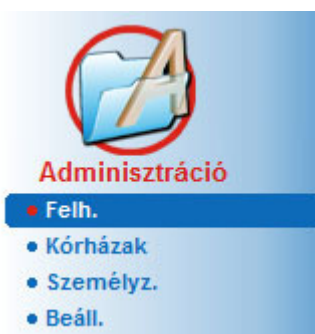 A
Adminisztráció
• Felh.
• Kórházak
• Személyz.
• Beáll.